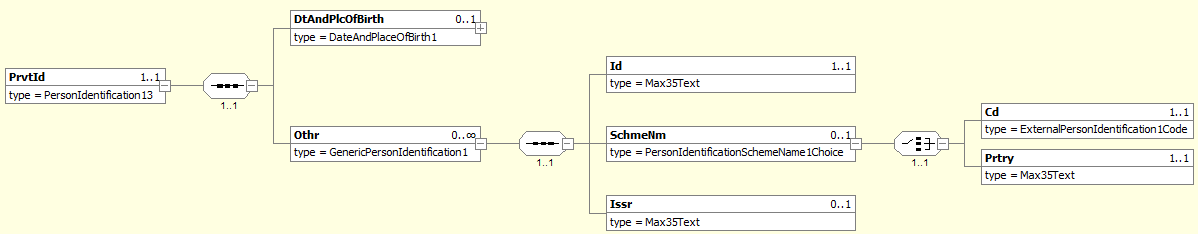 PrvtId 1..1
type = PersonIdentification13
1..1
DtAndPlcOfBirth 0..1
type = DateAndPlaceOfBirth1
Othr 0..∞
type = GenericPersonIdentification1
1..1
Id 1..1
type = Max35Text
SchmeNm 0..1
type = PersonIdentificationSchemeName1Choice
1..1
Cd 1..1
type = ExternalPersonIdentification1Code
Prtry 1..1
type = Max35Text
Issr 0..1
type = Max35Text